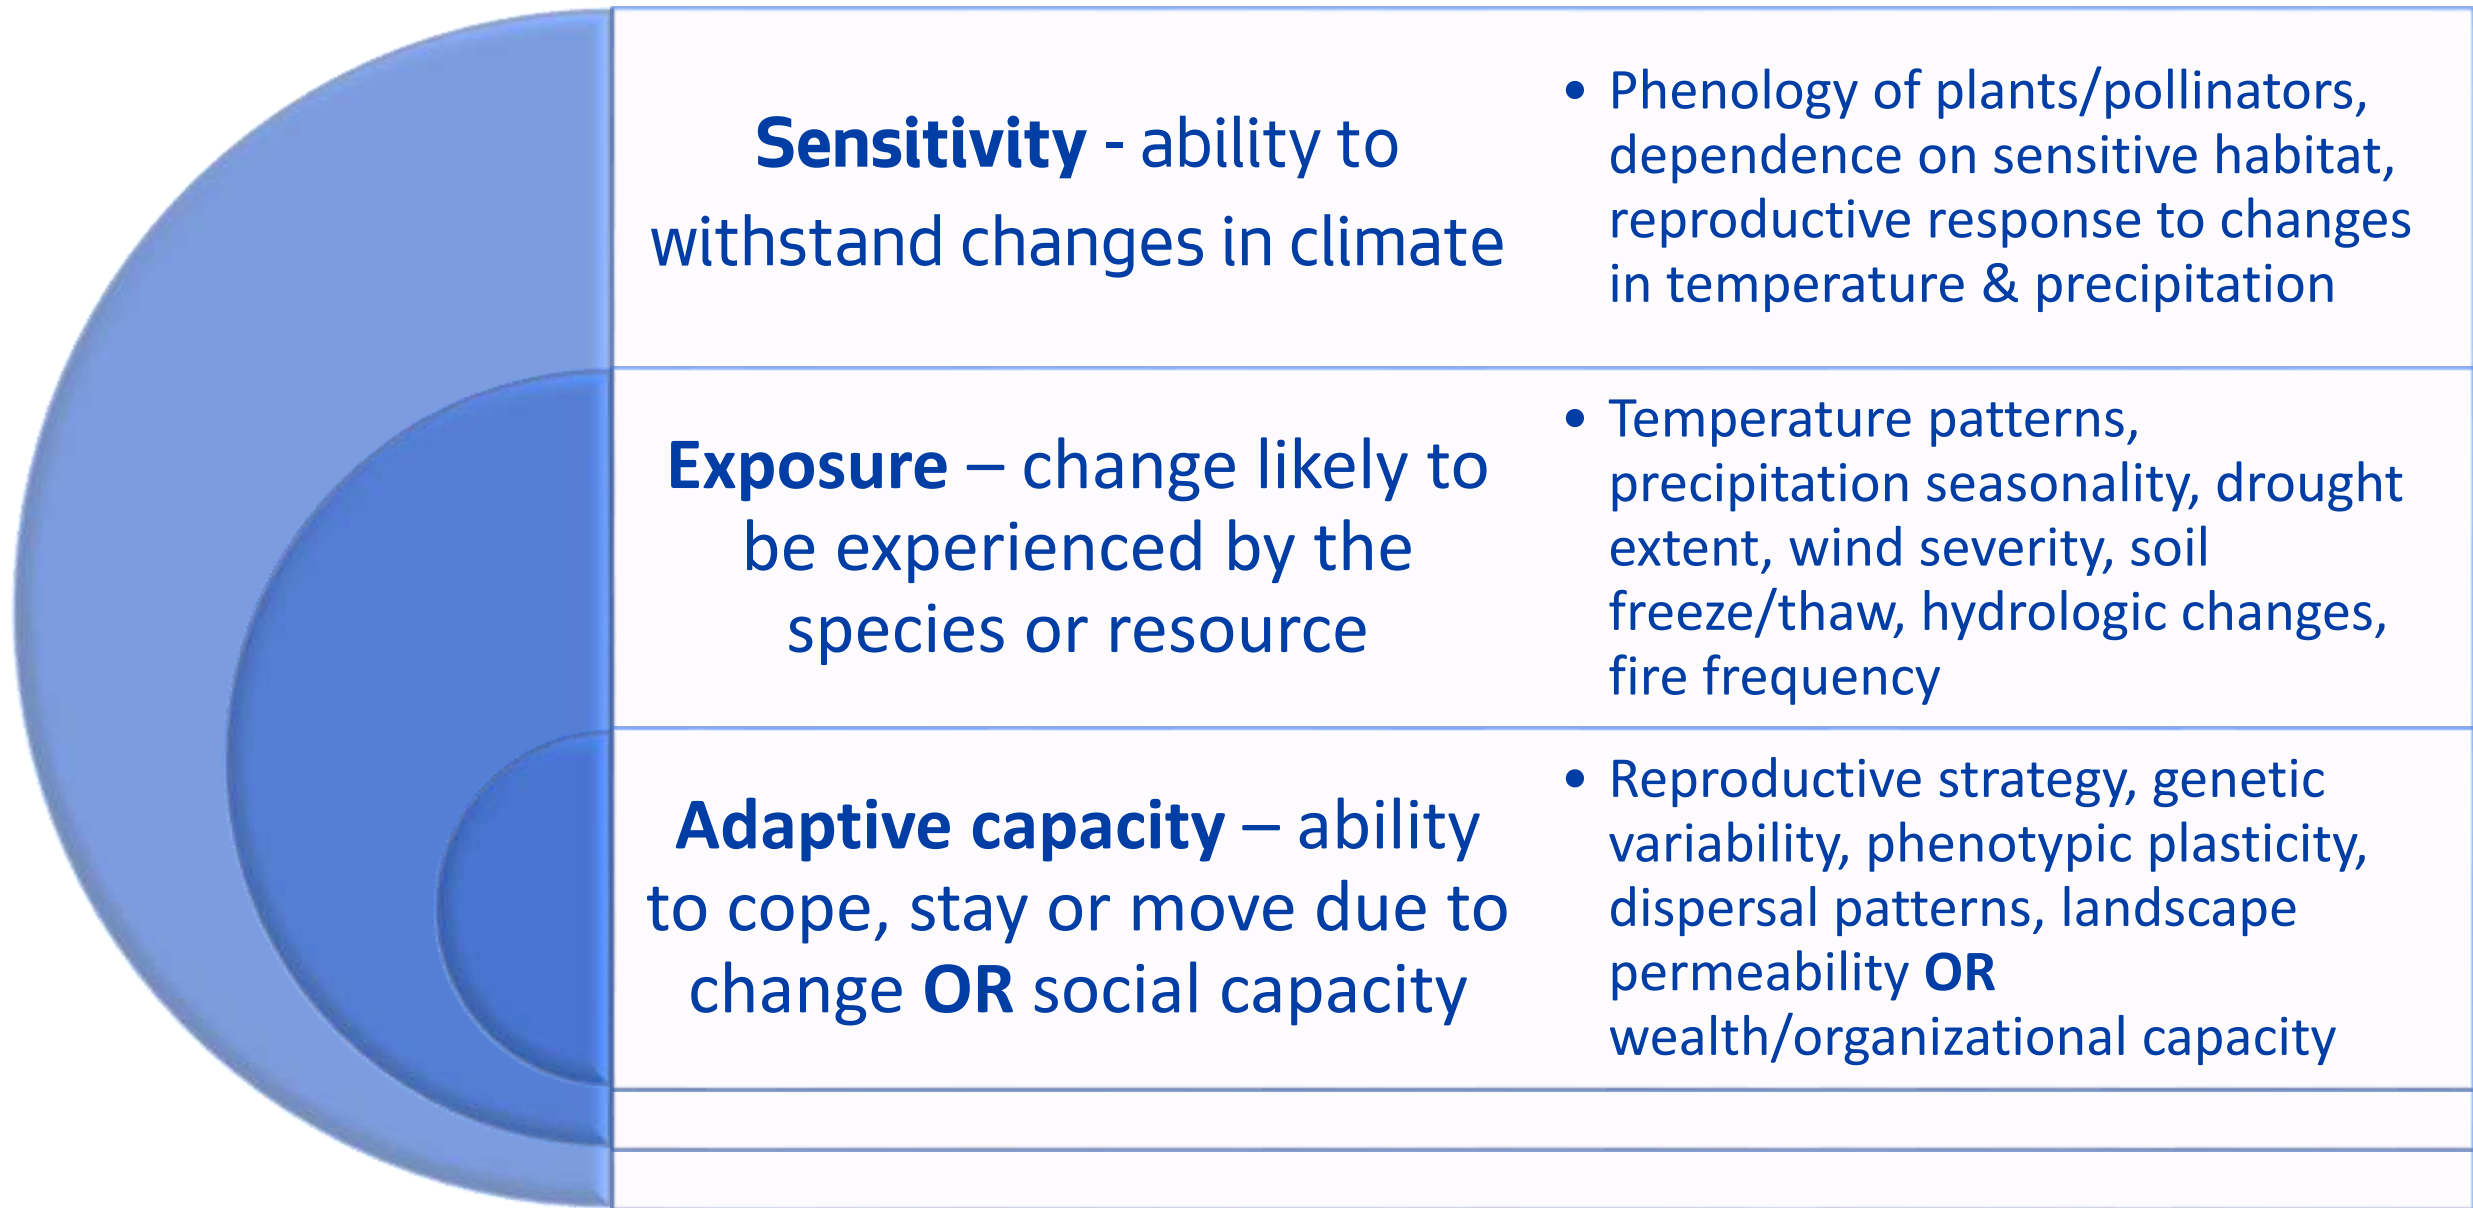 Sensitivity - ability to
withstand changes in climate
• Phenology of plants/pollinators,
dependence on sensitive habitat,
reproductive response to changes
in temperature & precipitation
Exposure – change likely to
be experienced by the
species or resource
• Temperature patterns,
precipitation seasonality, drought
extent, wind severity, soil
freeze/thaw, hydrologic changes,
fire frequency
Adaptive capacity – ability
to cope, stay or move due to
change OR social capacity
• Reproductive strategy, genetic
variability, phenotypic plasticity,
dispersal patterns, landscape
permeability OR
wealth/organizational capacity